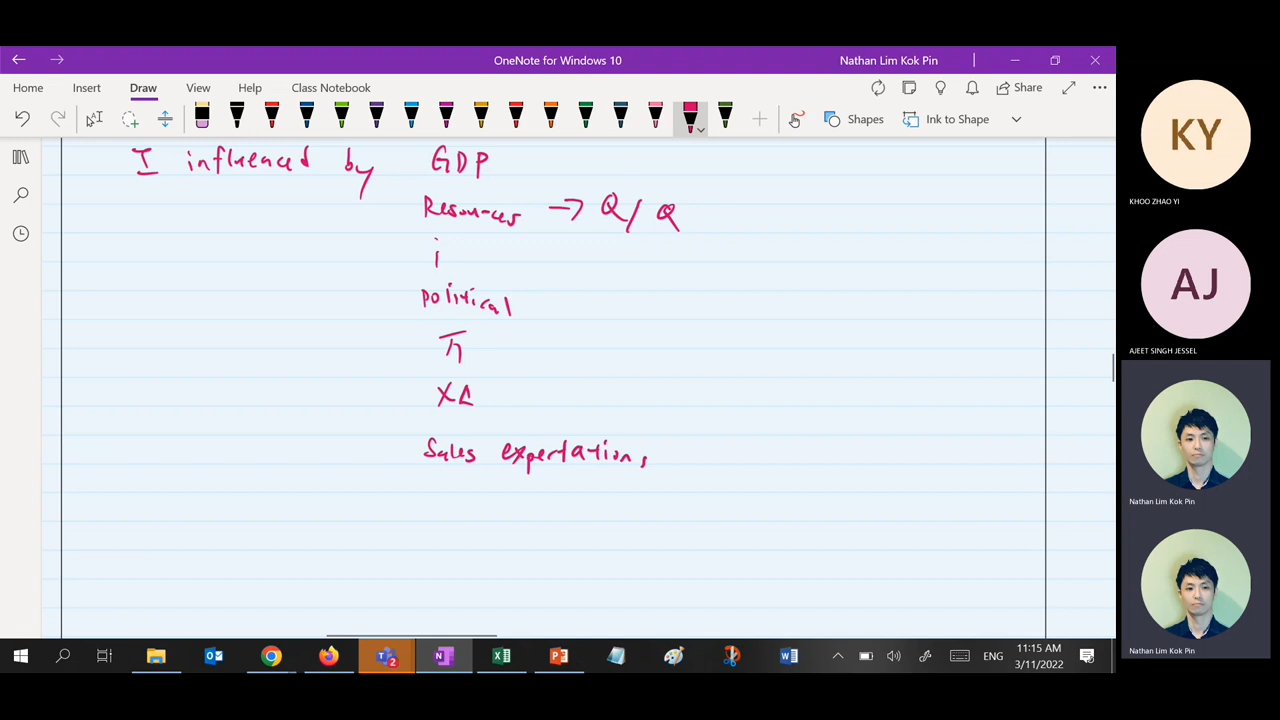 OneNote for Windows 10
Nathan Lim Kok Pin
Home Insert Draw View Help Class Notebook
Share
Shapes
Ink to Shape
I influenced by GDP
Resources → Q/Q
i
political
π
XΔ
Sales expectations
KY
KHOO ZHAO YI
AJ
AJEET SINGH JESSEL
Nathan Lim Kok Pin
Nathan Lim Kok Pin
2
ENG
11:15 AM
3/11/2022